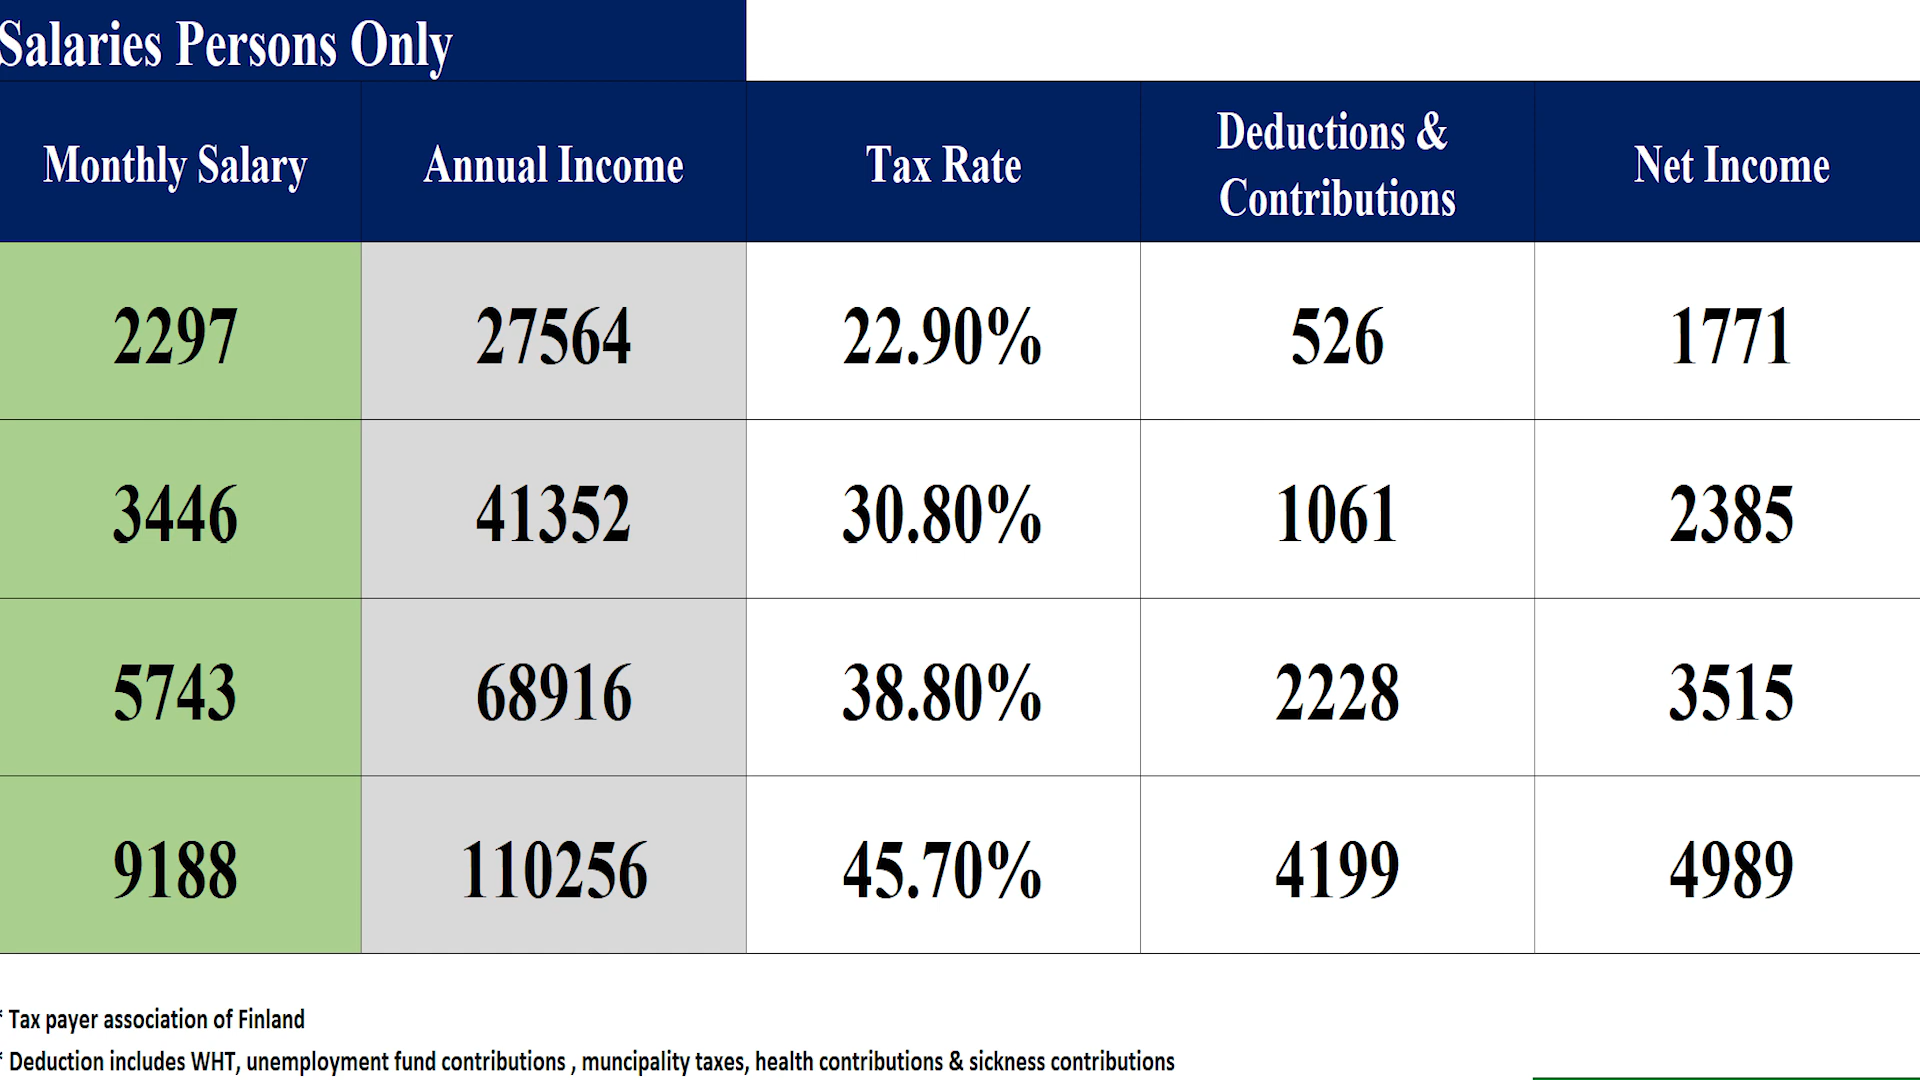 Salaries Persons Only
Monthly Salary Annual Income Tax Rate Deductions & Contributions Net Income
2297 27564 22.90% 526 1771
3446 41352 30.80% 1061 2385
5743 68916 38.80% 2228 3515
9188 110256 45.70% 4199 4989
* Tax payer association of Finland
* Deduction includes WHT, unemployment fund contributions , muncipality taxes, health contributions & sickness contributions